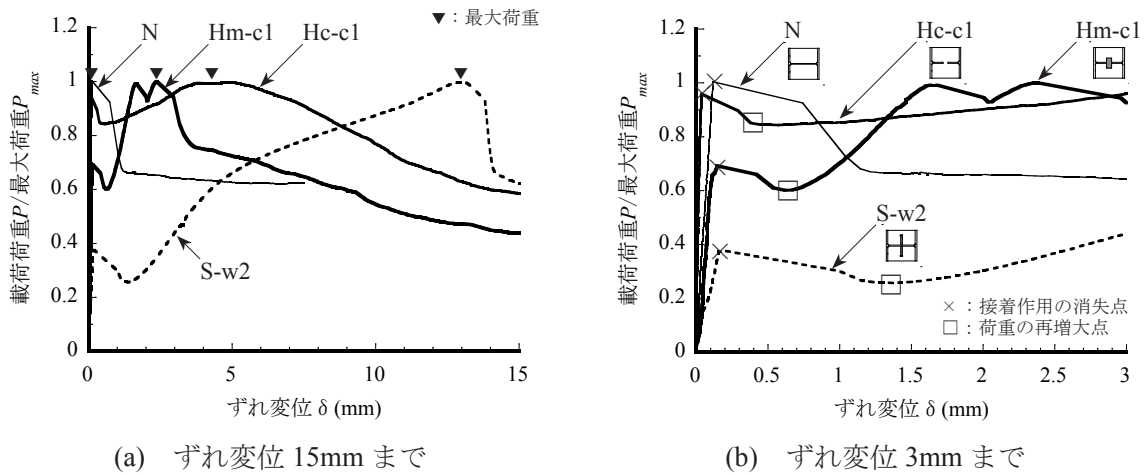 ▼：最大荷重
N
Hm-c1
Hc-c1
S-w2
載荷荷重P/最大荷重P_max
1.2
1
0.8
0.6
0.4
0.2
0
0
5
10
15
ずれ変位 δ (mm)
(a) ずれ変位 15mm まで
N
Hc-c1
Hm-c1
S-w2
×：接着作用の消失点
□：荷重の再増大点
載荷荷重P/最大荷重P_max
1.2
1
0.8
0.6
0.4
0.2
0
0
0.5
1
1.5
2
2.5
3
ずれ変位 δ (mm)
(b) ずれ変位 3mm まで